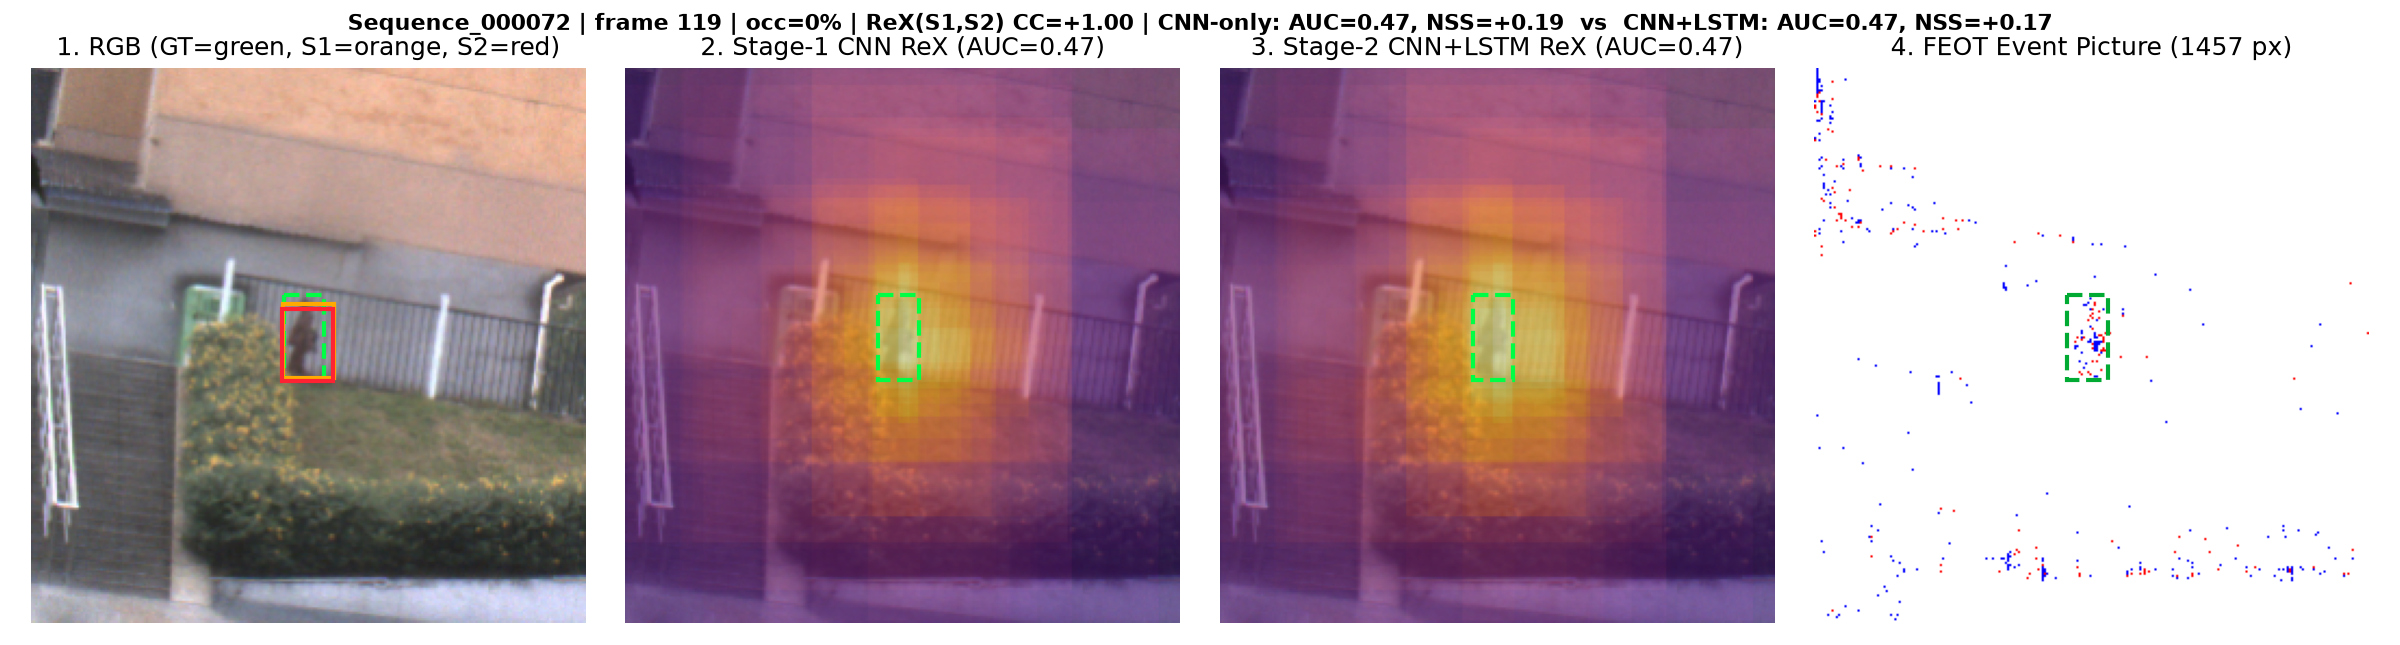 Sequence_000072 | frame 119 | occ=0% | ReX(S1,S2) CC=+1.00 | CNN-only: AUC=0.47, NSS=+0.19  vs  CNN+LSTM: AUC=0.47, NSS=+0.17
1. RGB (GT=green, S1=orange, S2=red)
2. Stage-1 CNN ReX (AUC=0.47)
3. Stage-2 CNN+LSTM ReX (AUC=0.47)
4. FEOT Event Picture (1457 px)